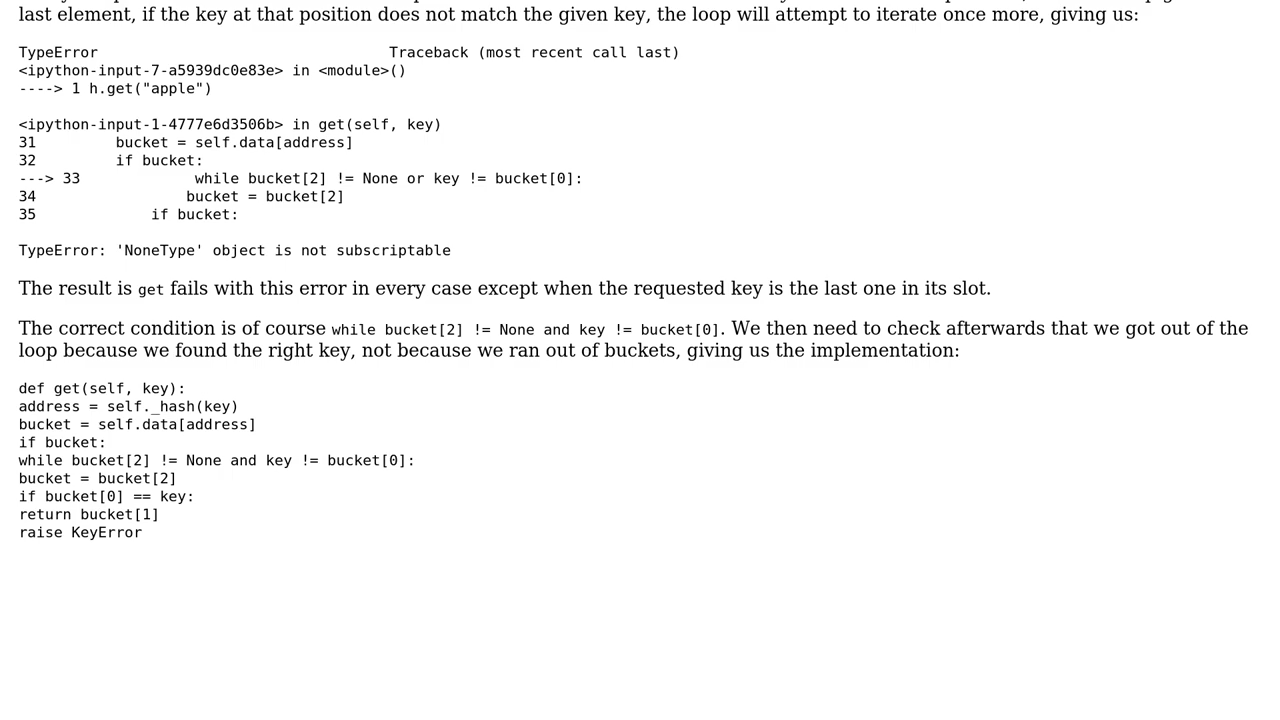 last element, if the key at that position does not match the given key, the loop will attempt to iterate once more, giving us:
TypeError                                 Traceback (most recent call last)
<ipython-input-7-a5939dc0e83e> in <module>()
----> 1 h.get("apple")
<ipython-input-1-4777e6d3506b> in get(self, key)
31         bucket = self.data[address]
32         if bucket:
---> 33             while bucket[2] != None or key != bucket[0]:
34                 bucket = bucket[2]
35             if bucket:
TypeError: 'NoneType' object is not subscriptable
The result is get fails with this error in every case except when the requested key is the last one in its slot.
The correct condition is of course while bucket[2] != None and key != bucket[0]. We then need to check afterwards that we got out of the
loop because we found the right key, not because we ran out of buckets, giving us the implementation:
def get(self, key):
address = self._hash(key)
bucket = self.data[address]
if bucket:
while bucket[2] != None and key != bucket[0]:
bucket = bucket[2]
if bucket[0] == key:
return bucket[1]
raise KeyError